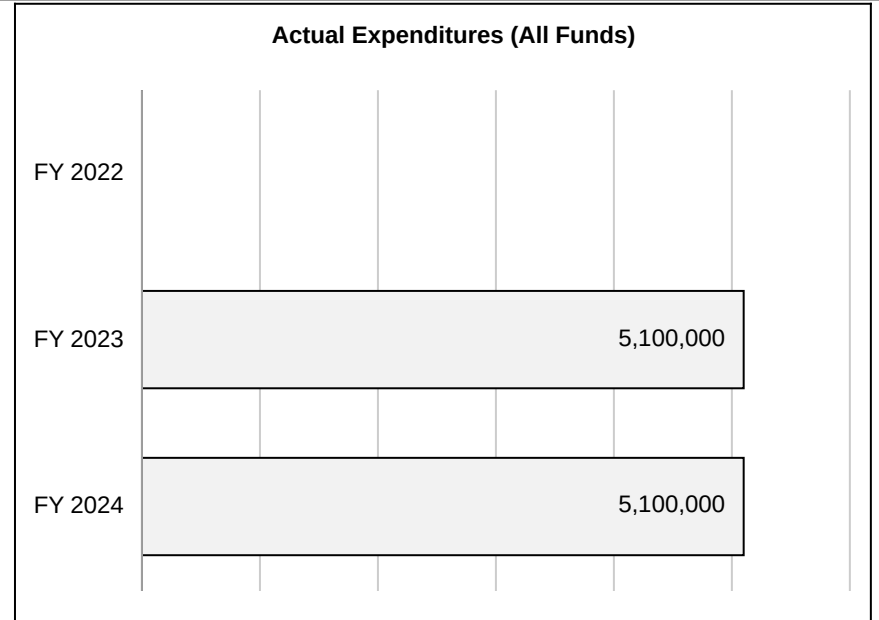 Actual Expenditures (All Funds)
FY 2022
FY 2023
5,100,000
FY 2024
5,100,000